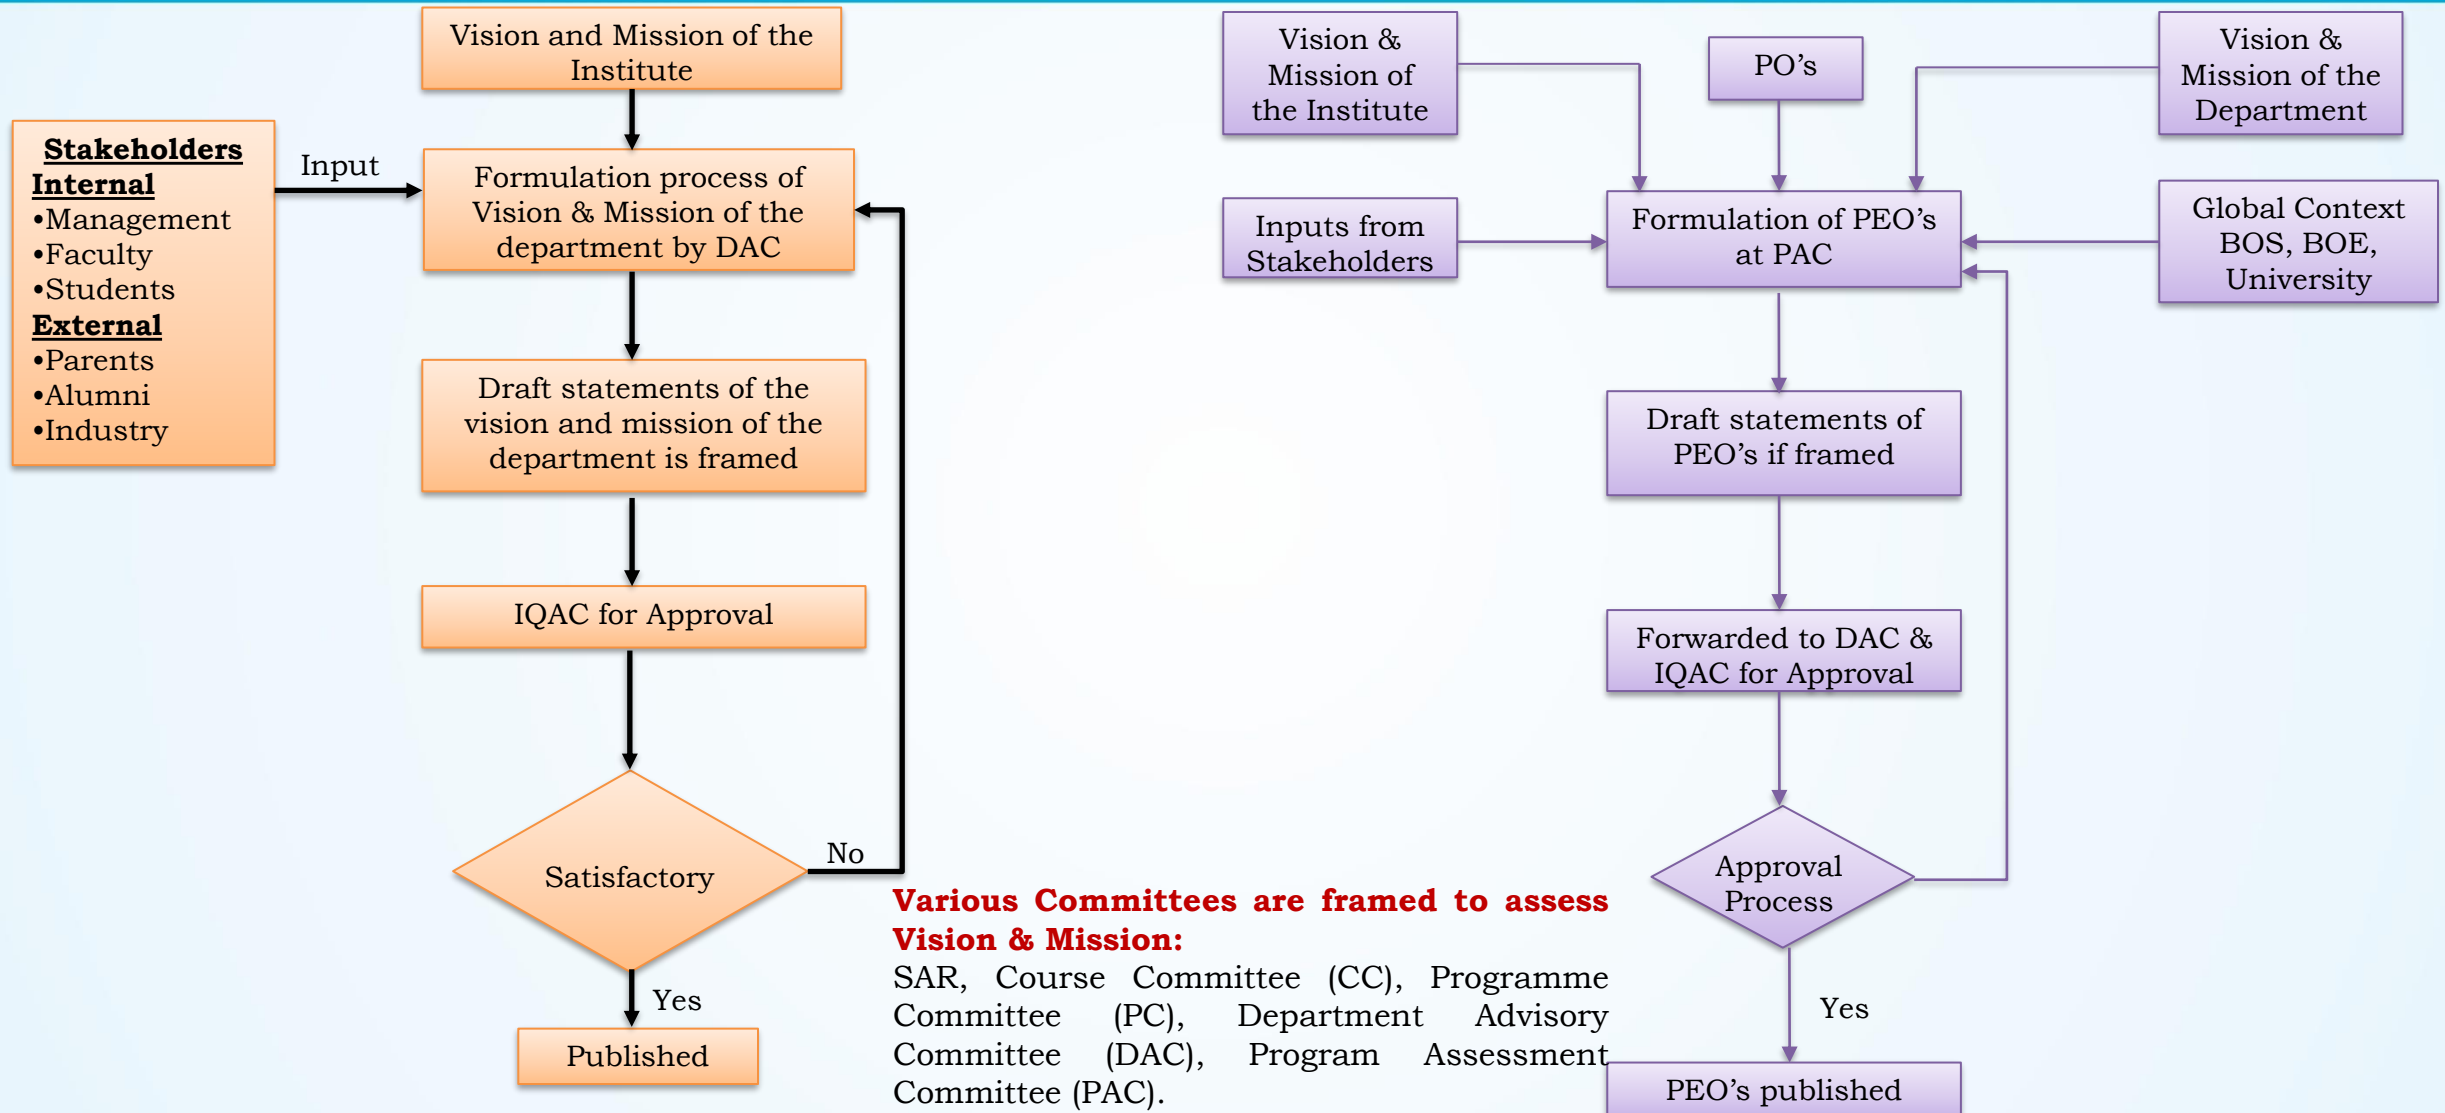 Vision and Mission of the
Institute
Stakeholders
Internal
•Management
•Faculty
•Students
External
•Parents
•Alumni
•Industry
Input
Formulation process of
Vision & Mission of the
department by DAC
Draft statements of the
vision and mission of the
department is framed
IQAC for Approval
Satisfactory
No
Yes
Published
Various Committees are framed to assess
Vision & Mission:
SAR, Course Committee (CC), Programme
Committee (PC), Department Advisory
Committee (DAC), Program Assessment
Committee (PAC).
Vision &
Mission of
the Institute
PO’s
Vision &
Mission of the
Department
Inputs from
Stakeholders
Formulation of PEO’s
at PAC
Global Context
BOS, BOE,
University
Draft statements of
PEO’s if framed
Forwarded to DAC &
IQAC for Approval
Approval
Process
Yes
PEO’s published